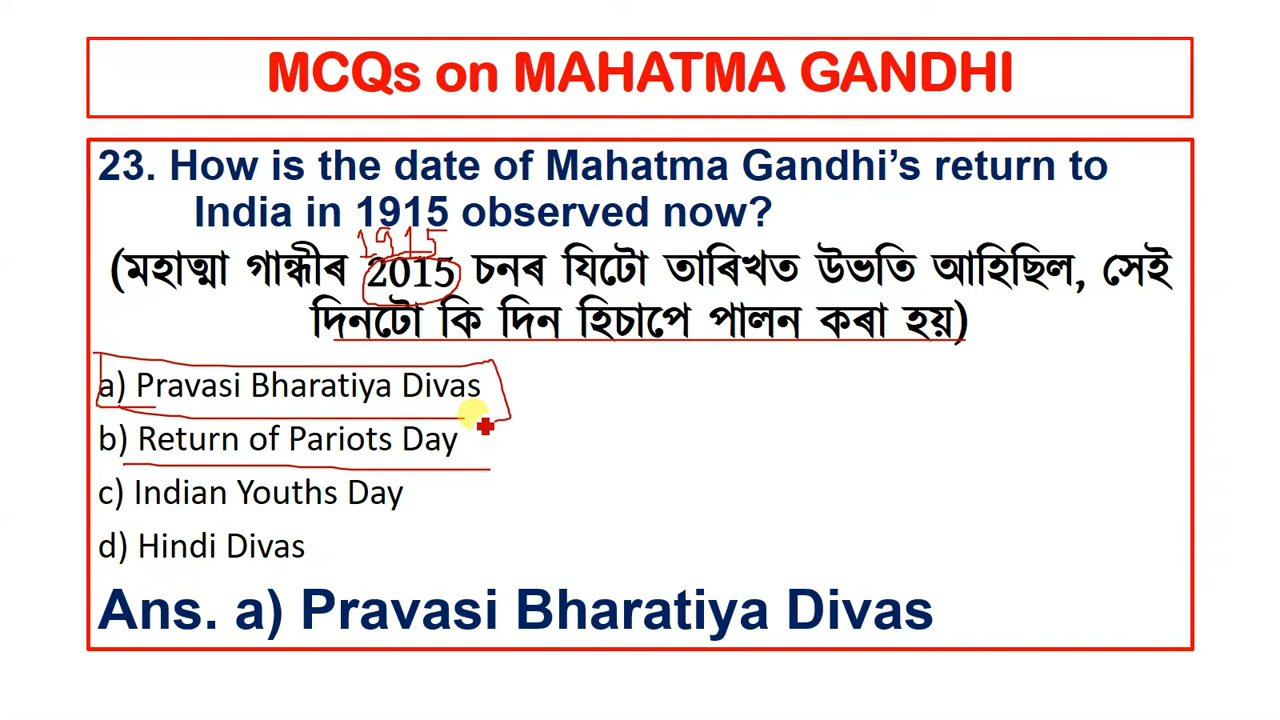 MCQs on MAHATMA GANDHI
23. How is the date of Mahatma Gandhi’s return to
India in 1915 observed now?
1915
(মহাত্মা গান্ধীৰ 2015 চনৰ যিটো তাৰিখত উভতি আহিছিল, সেই
দিনটো কি দিন হিচাপে পালন কৰা হয়)
a) Pravasi Bharatiya Divas
b) Return of Pariots Day
c) Indian Youths Day
d) Hindi Divas
Ans. a) Pravasi Bharatiya Divas